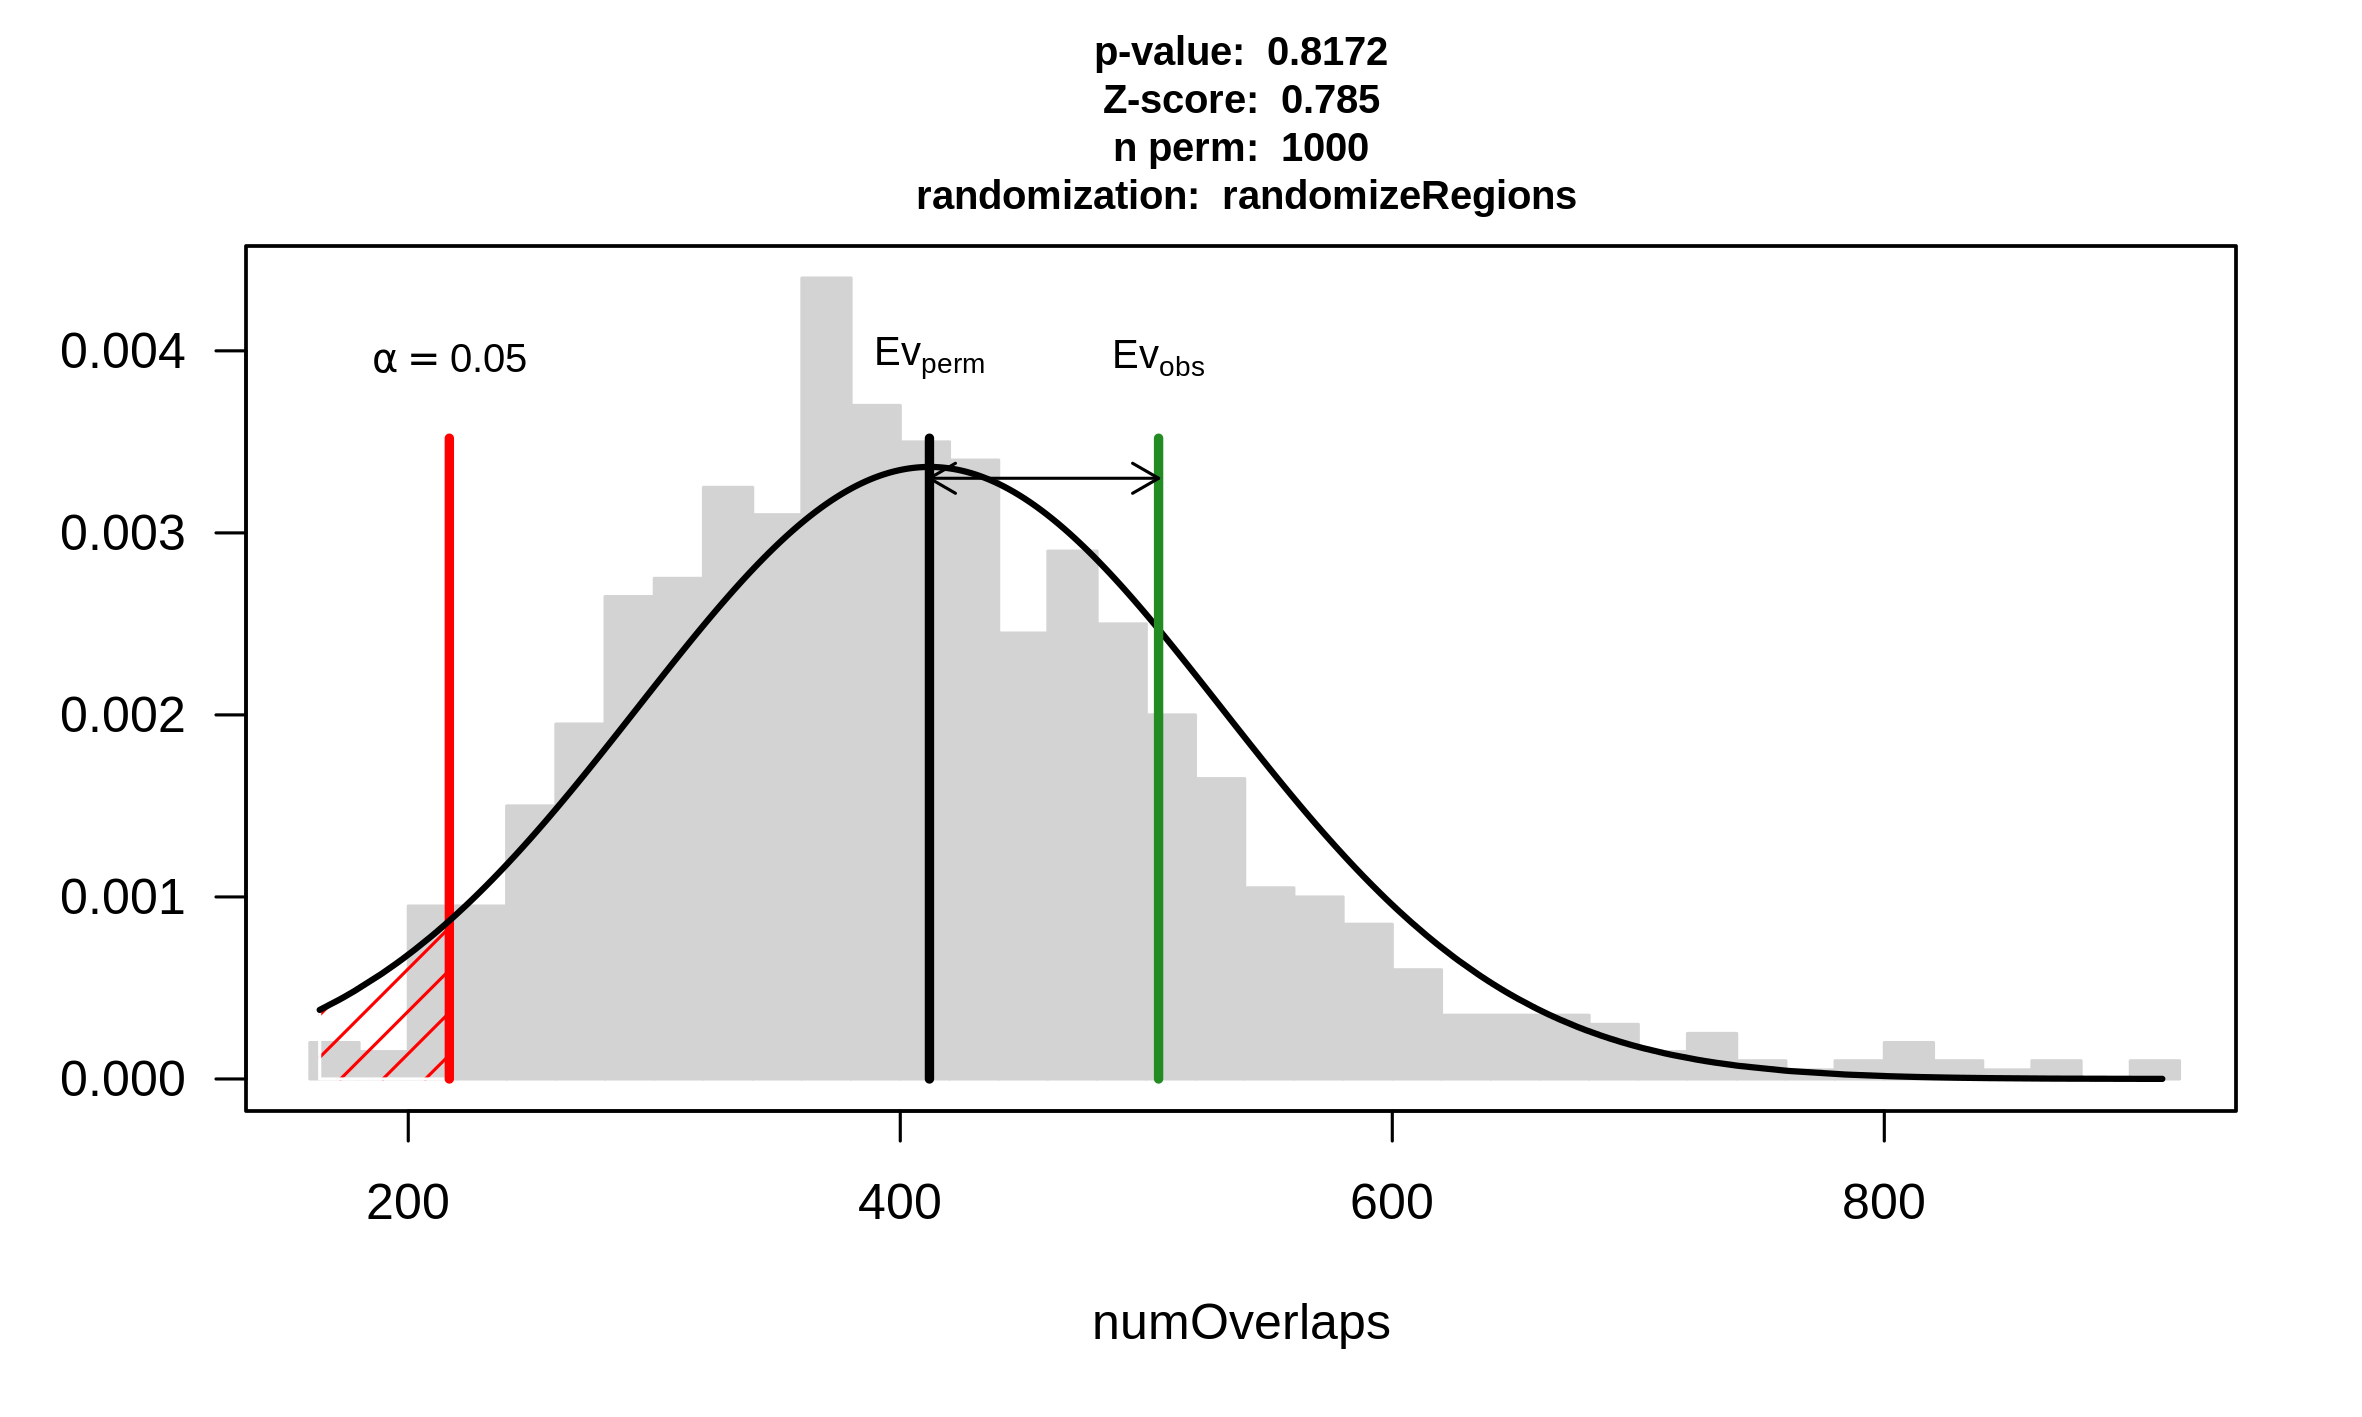 p-value: 0.8172
Z-score: 0.785
n perm: 1000
randomization: randomizeRegions
0.004
α = 0.05
Evperm
Evobs
0.003
0.002
0.001
0.000
200
400
600
800
numOverlaps